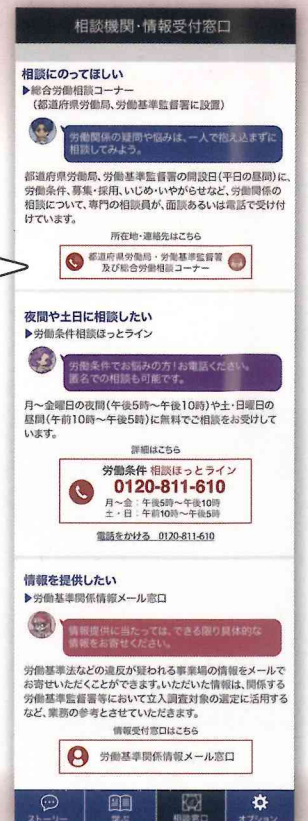 相談機関・情報受付窓口
相談にのってほしい
▶総合労働相談コーナー
(都道府県労働局、労働基準監督署に設置)
労働関係の疑問や悩みは、一人で抱え込まずに
相談してみよう。
都道府県労働局、労働基準監督署の開設日(平日の昼間)に、
労働条件、募集・採用、いじめ・いやがらせなど、労働関係の
相談について、専門の相談員が、面談あるいは電話で受け付
けています。
所在地・連絡先はこちら
都道府県労働局・労働基準監督署
及び総合労働相談コーナー
夜間や土日に相談したい
▶労働条件相談ほっとライン
労働条件でお悩みの方!お電話ください。
匿名での相談も可能です。
月～金曜日の夜間(午後5時～午後10時)や土・日曜日の
昼間(午前10時～午後5時)に無料でご相談をお受けして
います。
詳細はこちら
労働条件 相談ほっとライン
0120-811-610
月～金:午後5時～午後10時
土・日:午前10時～午後5時
電話をかける 0120-811-610
情報を提供したい
▶労働基準関係情報メール窓口
情報提供に当たっては、できる限り具体的な
情報をお寄せください。
労働基準法などの違反が疑われる事業場の情報をメールで
お寄せいただくことができます。いただいた情報は、関係する
労働基準監督署等において立入調査対象の選定に活用する
など、業務の参考とさせていただきます。
情報受付窓口はこちら
労働基準関係情報メール窓口
ストーリー 学ぶ 相談窓口 オプション